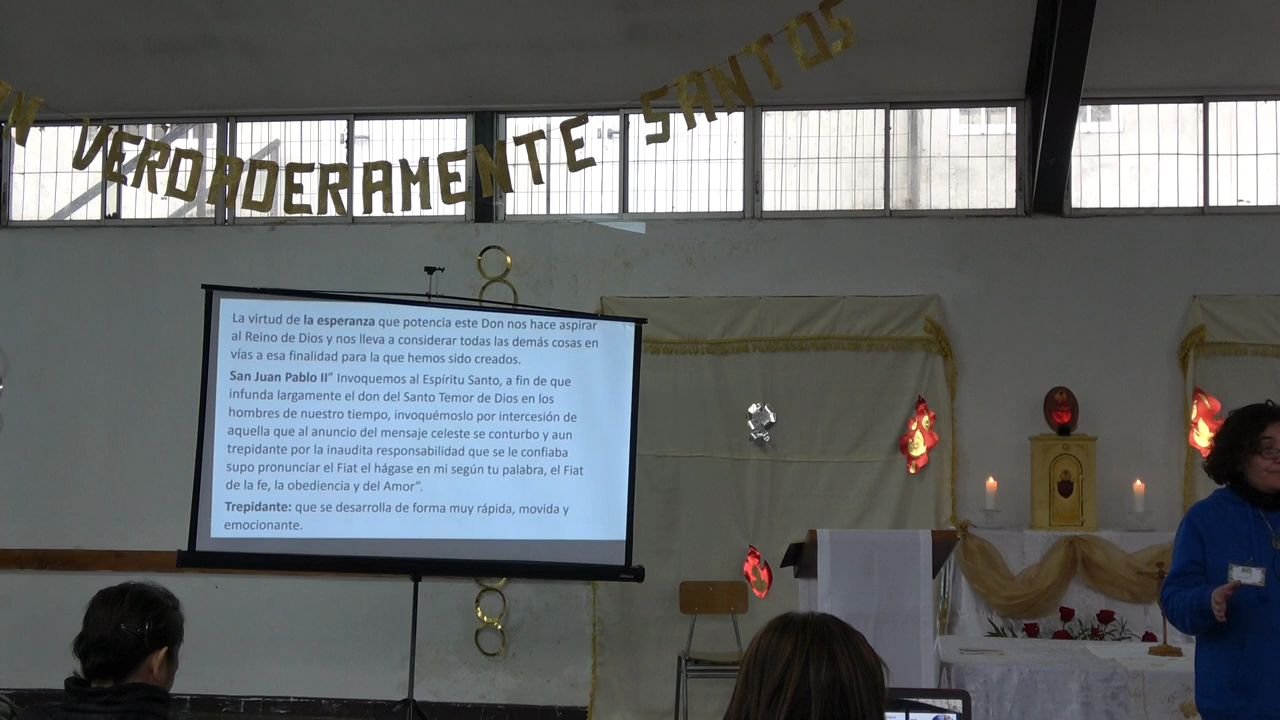 N VERDADERAMENTE SANTOS
La virtud de la esperanza que potencia este Don nos hace aspirar
al Reino de Dios y nos lleva a considerar todas las demás cosas en
vías a esa finalidad para la que hemos sido creados.
San Juan Pablo II” Invoquemos al Espíritu Santo, a fin de que
infunda largamente el don del Santo Temor de Dios en los
hombres de nuestro tiempo, invoquémoslo por intercesión de
aquella que al anuncio del mensaje celeste se conturbo y aun
trepidante por la inaudita responsabilidad que se le confiaba
supo pronunciar el Fiat el hágase en mi según tu palabra, el Fiat
de la fe, la obediencia y del Amor”.
Trepidante: que se desarrolla de forma muy rápida, movida y
emocionante.